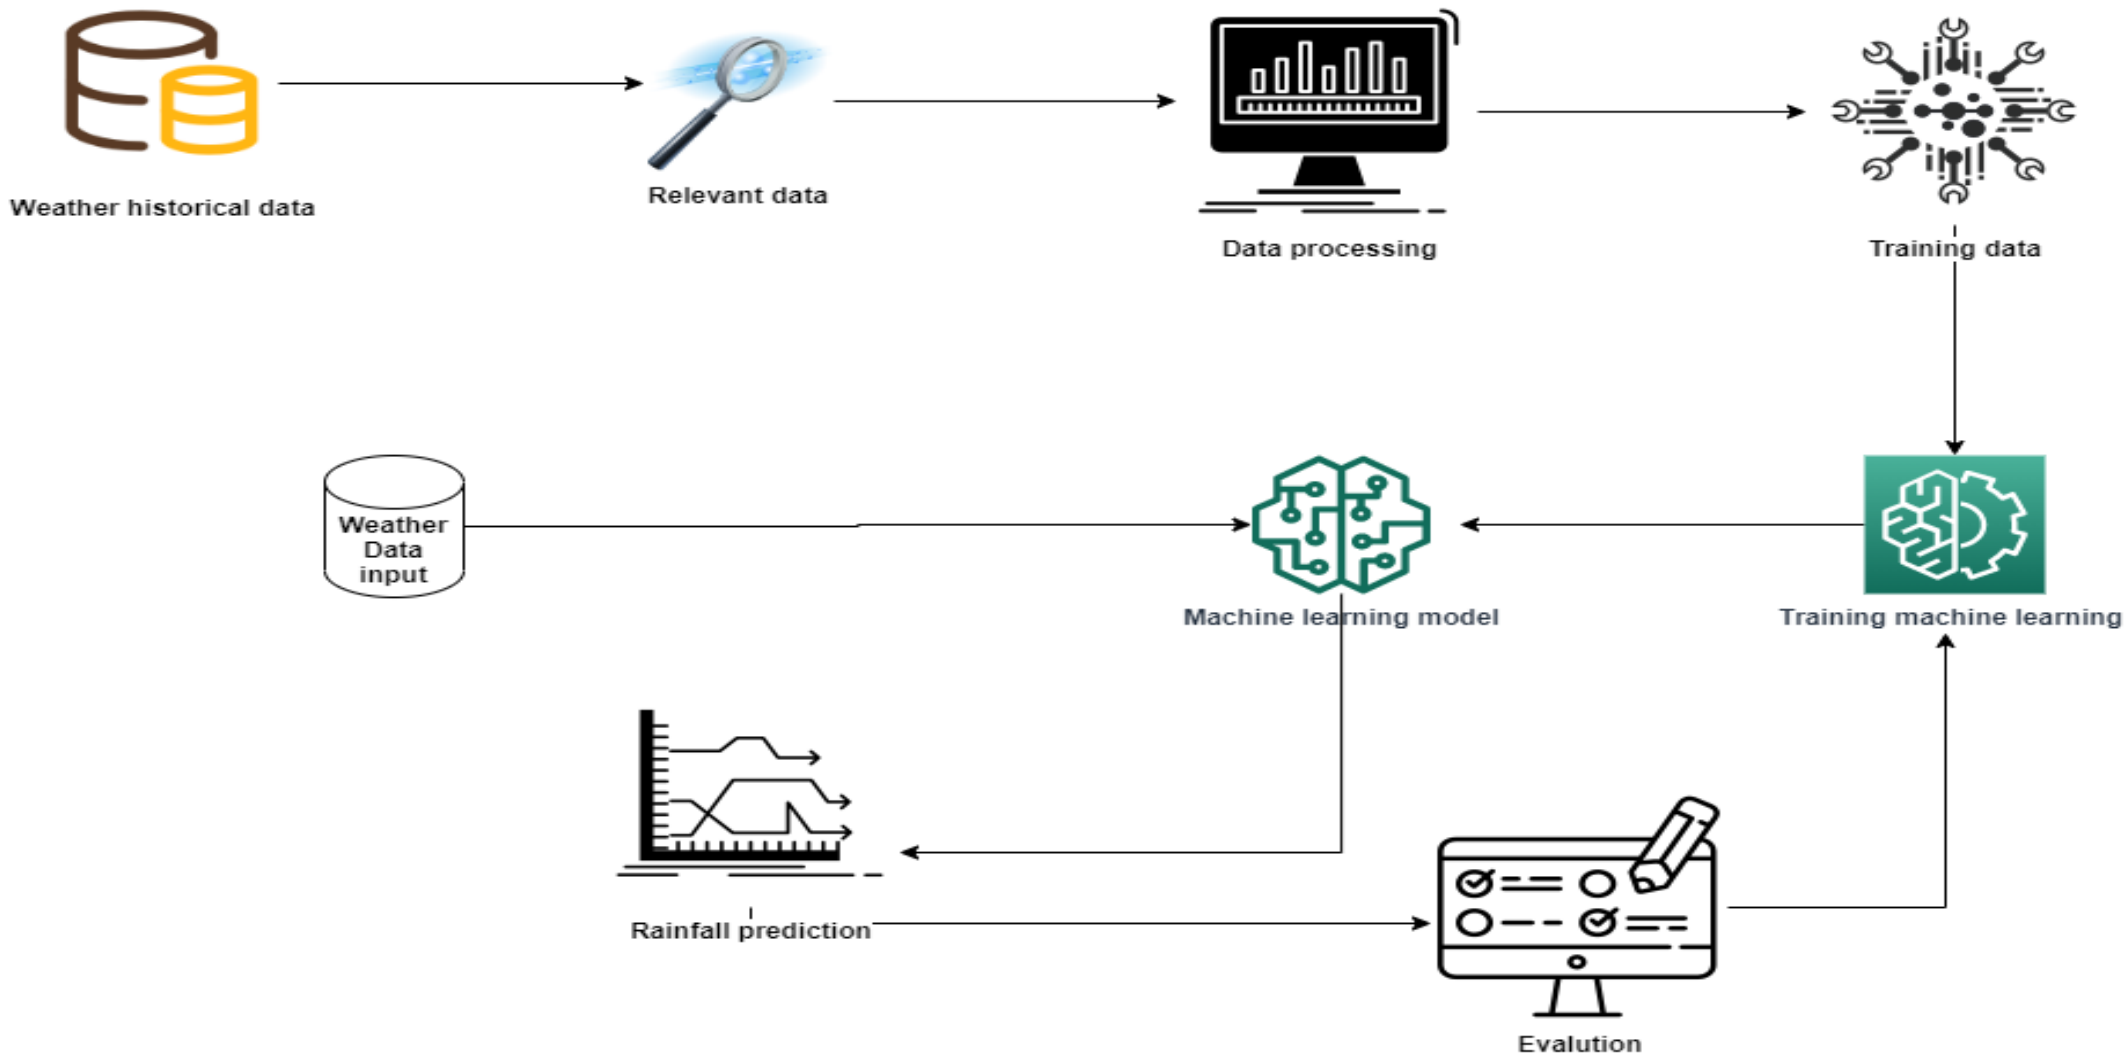 Weather historical data
Relevant data
Data processing
Training data
Weather
Data
input
Machine learning model
Training machine learning
Rainfall prediction
Evalution